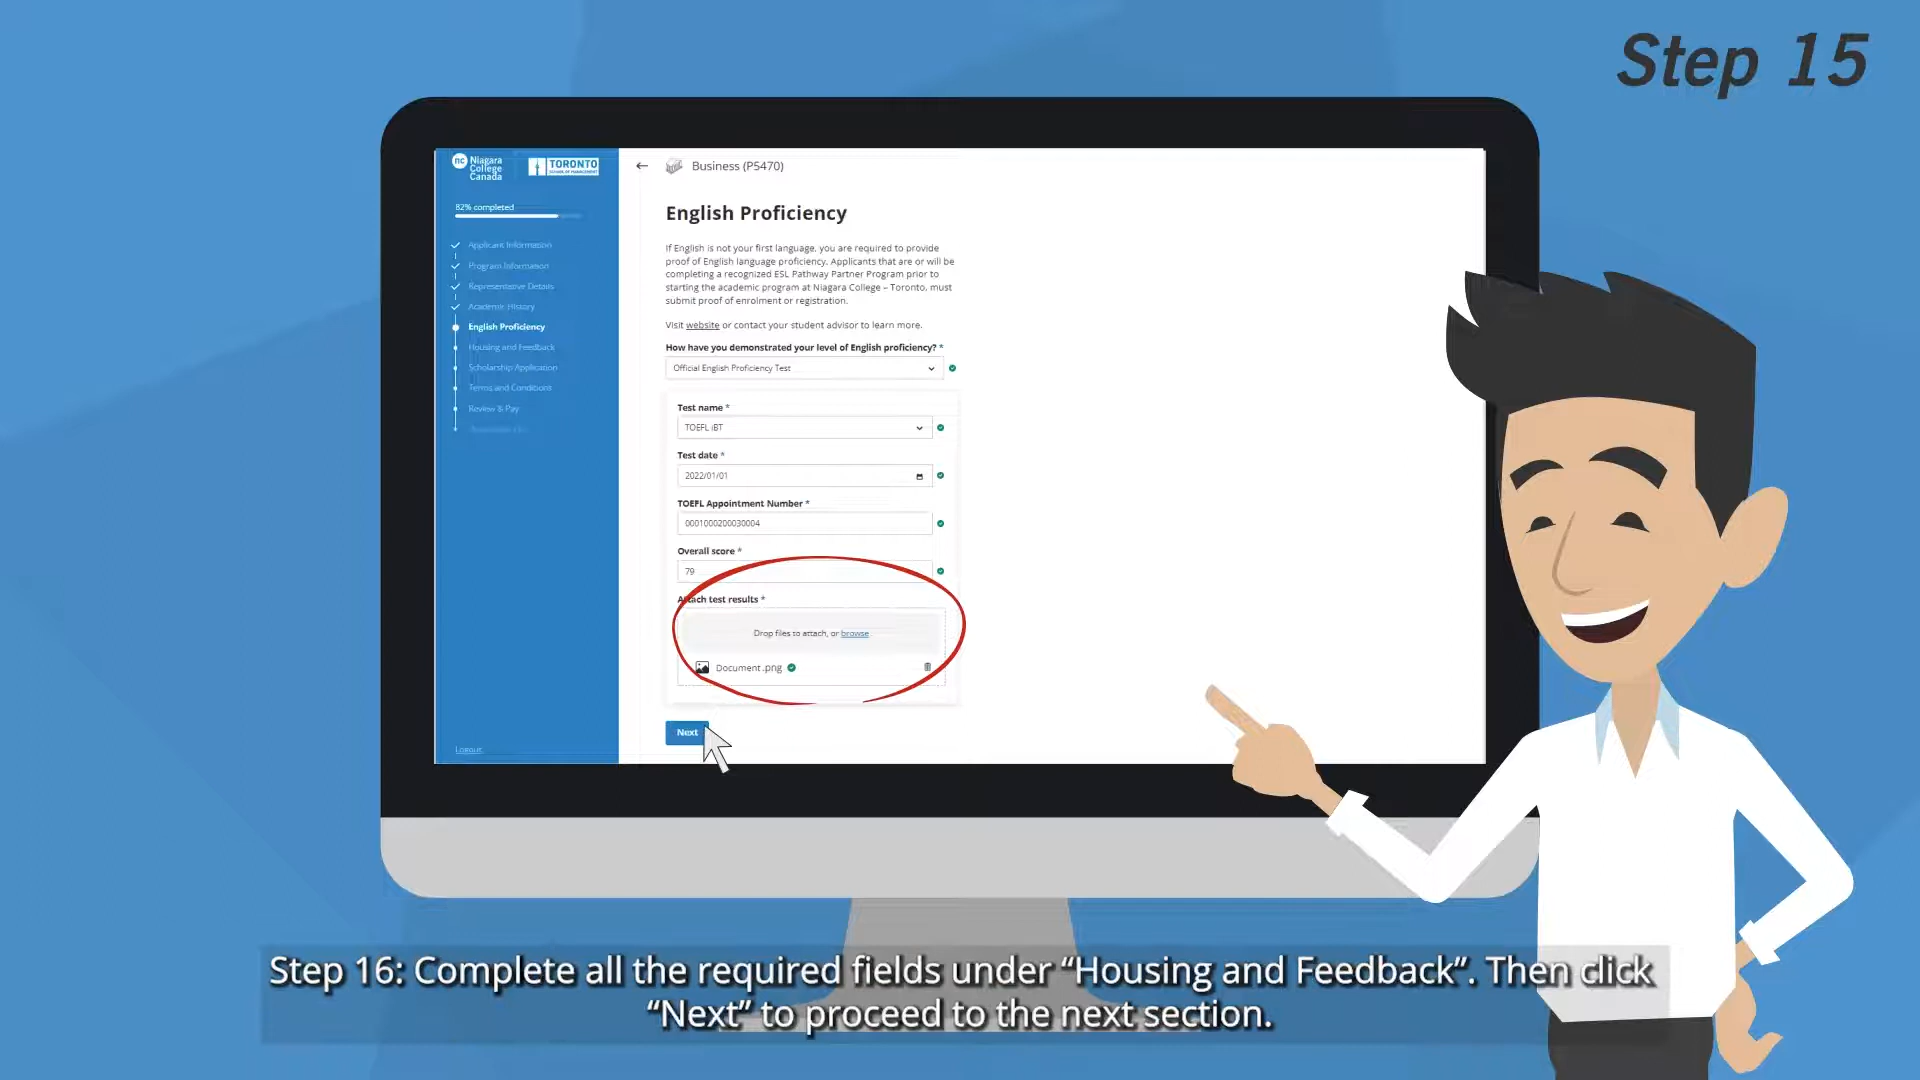 Step 15
nc Niagara College Canada
TORONTO
SCHOOL OF MANAGEMENT
82% completed
Applicant Information
Program Information
Representative Details
Academic History
English Proficiency
Housing and Feedback
Scholarship Application
Terms and Conditions
Review & Pay
Logout
Business (P5470)
English Proficiency
If English is not your first language, you are required to provide
proof of English language proficiency. Applicants that are or will be
completing a recognized ESL Pathway Partner Program prior to
starting the academic program at Niagara College – Toronto, must
submit proof of enrolment or registration.
Visit website or contact your student advisor to learn more.
How have you demonstrated your level of English proficiency? *
Official English Proficiency Test
Test name *
TOEFL iBT
Test date *
2022/01/01
TOEFL Appointment Number *
0001000200030004
Overall score *
79
Attach test results *
Drop files to attach, or browse
Document.png
Next
Step 16: Complete all the required fields under “Housing and Feedback”. Then click
“Next” to proceed to the next section.